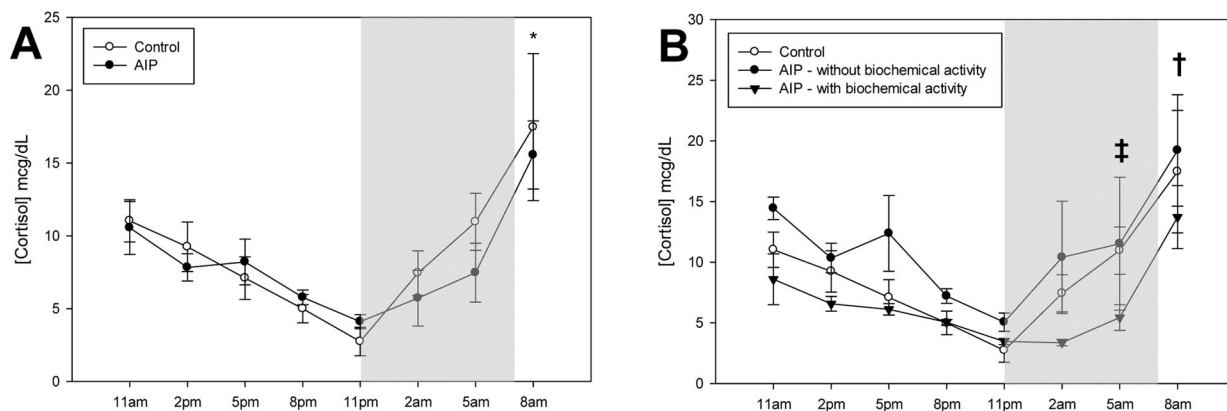 A
Control
AIP
*
[Cortisol] mcg/dL
25
20
15
10
5
0
11am 2pm 5pm 8pm 11pm 2am 5am 8am
B
Control
AIP - without biochemical activity
AIP - with biochemical activity
†
‡
[Cortisol] mcg/dL
30
25
20
15
10
5
0
11am 2pm 5pm 8pm 11pm 2am 5am 8am